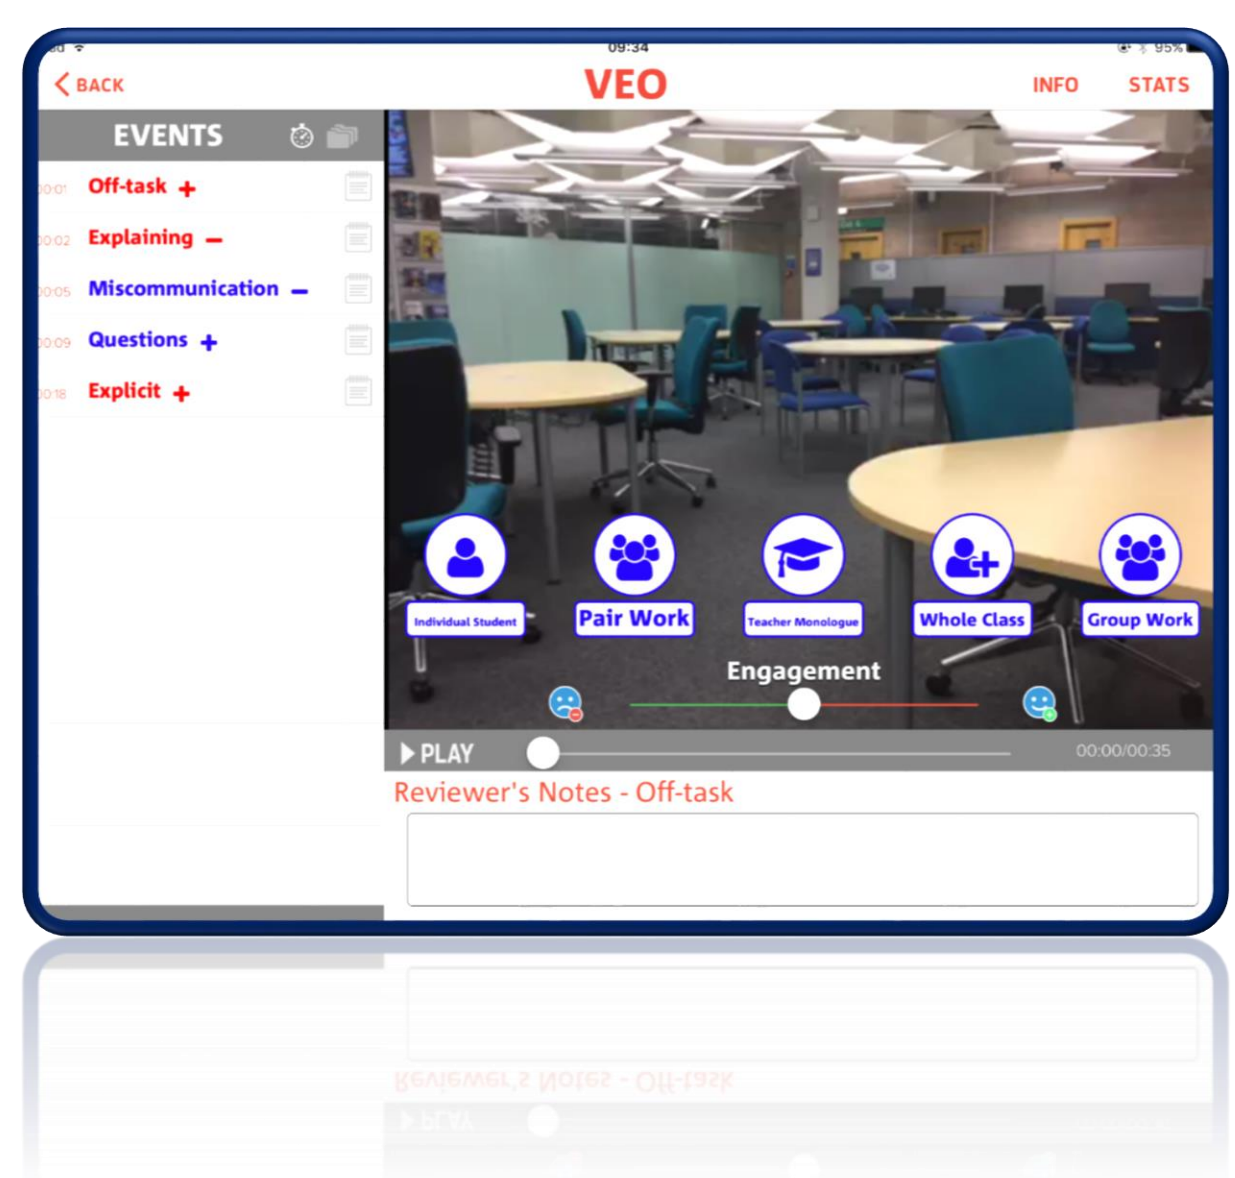 09:34
95%
BACK
VEO
INFO
STATS
EVENTS
00:01 Off-task +
00:02 Explaining –
00:05 Miscommunication –
00:09 Questions +
00:18 Explicit +
Individual Student
Pair Work
Teacher Monologue
Whole Class
Group Work
Engagement
PLAY
00:00/00:35
Reviewer's Notes - Off-task